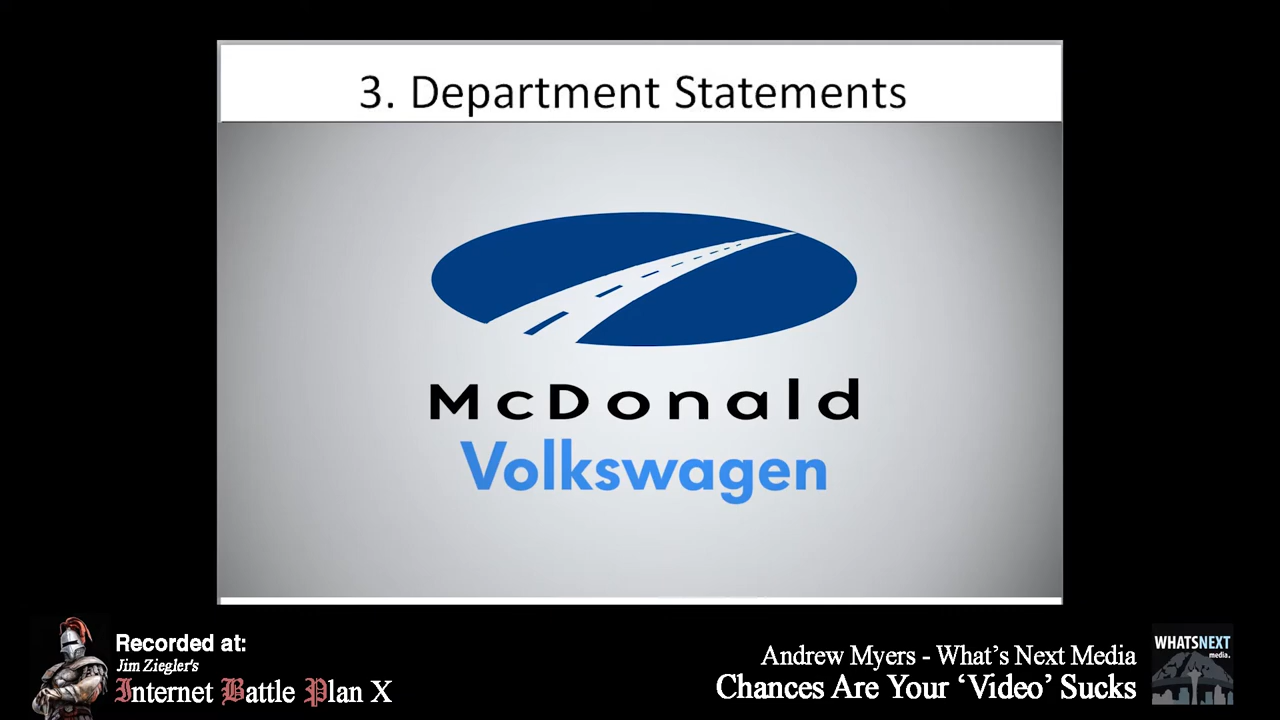 3. Department Statements
McDonald
Volkswagen
Recorded at:
Jim Ziegler's
Internet Battle Plan X
Andrew Myers - What's Next Media
Chances Are Your ‘Video’ Sucks
WHATSNEXT
media.